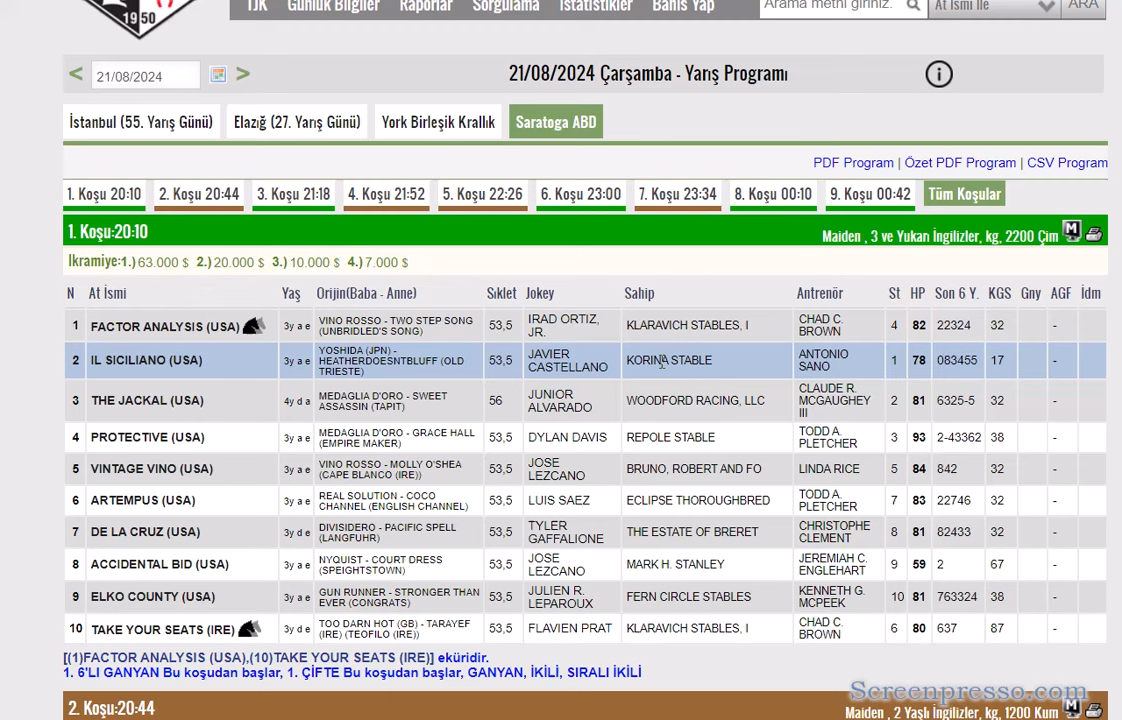 1950
TJK Günlük Bilgiler Raporlar Sorgulama İstatistikler Bahis Yap Arama metni giriniz. At İsmi İle ARA
< 21/08/2024 > 21/08/2024 Çarşamba - Yarış Programı i
İstanbul (55. Yarış Günü) Elazığ (27. Yarış Günü) York Birleşik Krallık Saratoga ABD
PDF Program | Özet PDF Program | CSV Program
1. Koşu 20:10 2. Koşu 20:44 3. Koşu 21:18 4. Koşu 21:52 5. Koşu 22:26 6. Koşu 23:00 7. Koşu 23:34 8. Koşu 00:10 9. Koşu 00:42 Tüm Koşular
1. Koşu:20:10 Maiden , 3 ve Yukarı İngilizler, kg, 2200 Çim M
İkramiye:1.) 63.000 $ 2.) 20.000 $ 3.) 10.000 $ 4.) 7.000 $
N At İsmi Yaş Orijin(Baba - Anne) Sıklet Jokey Sahip Antrenör St HP Son 6 Y. KGS Gny AGF İdm
1 FACTOR ANALYSIS (USA) 3y a e VINO ROSSO - TWO STEP SONG (UNBRIDLED'S SONG) 53,5 IRAD ORTIZ, JR. KLARAVICH STABLES, I CHAD C. BROWN 4 82 22324 32 -
2 IL SICILIANO (USA) 3y a e YOSHIDA (JPN) - HEATHERDOESNTBLUFF (OLD TRIESTE) 53,5 JAVIER CASTELLANO KORINA STABLE ANTONIO SANO 1 78 083455 17 -
3 THE JACKAL (USA) 4y d a MEDAGLIA D'ORO - SWEET ASSASSIN (TAPIT) 56 JUNIOR ALVARADO WOODFORD RACING, LLC CLAUDE R. MCGAUGHEY III 2 81 6325-5 32 -
4 PROTECTIVE (USA) 3y a e MEDAGLIA D'ORO - GRACE HALL (EMPIRE MAKER) 53,5 DYLAN DAVIS REPOLE STABLE TODD A. PLETCHER 3 93 2-43362 38 -
5 VINTAGE VINO (USA) 3y a e VINO ROSSO - MOLLY O'SHEA (CAPE BLANCO (IRE)) 53,5 JOSE LEZCANO BRUNO, ROBERT AND FO LINDA RICE 5 84 842 32 -
6 ARTEMPUS (USA) 3y a e REAL SOLUTION - COCO CHANNEL (ENGLISH CHANNEL) 53,5 LUIS SAEZ ECLIPSE THOROUGHBRED TODD A. PLETCHER 7 83 22746 32 -
7 DE LA CRUZ (USA) 3y d e DIVISIDERO - PACIFIC SPELL (LANGFUHR) 53,5 TYLER GAFFALIONE THE ESTATE OF BRERET CHRISTOPHE CLEMENT 8 81 82433 32 -
8 ACCIDENTAL BID (USA) 3y a e NYQUIST - COURT DRESS (SPEIGHTSTOWN) 53,5 JOSE LEZCANO MARK H. STANLEY JEREMIAH C. ENGLEHART 9 59 2 67 -
9 ELKO COUNTY (USA) 3y a e GUN RUNNER - STRONGER THAN EVER (CONGRATS) 53,5 JULIEN R. LEPAROUX FERN CIRCLE STABLES KENNETH G. MCPEEK 10 81 763324 38 -
10 TAKE YOUR SEATS (IRE) 3y d e TOO DARN HOT (GB) - TARAYEF (IRE) (TEOFILO (IRE)) 53,5 FLAVIEN PRAT KLARAVICH STABLES, I CHAD C. BROWN 6 80 637 87 -
[(1)FACTOR ANALYSIS (USA),(10)TAKE YOUR SEATS (IRE)] eküridir.
1. 6'LI GANYAN Bu koşudan başlar, 1. ÇİFTE Bu koşudan başlar, GANYAN, İKİLİ, SIRALI İKİLİ
Screenpresso.com
2. Koşu:20:44 Maiden , 2 Yaşlı İngilizler, kg, 1200 Kum M